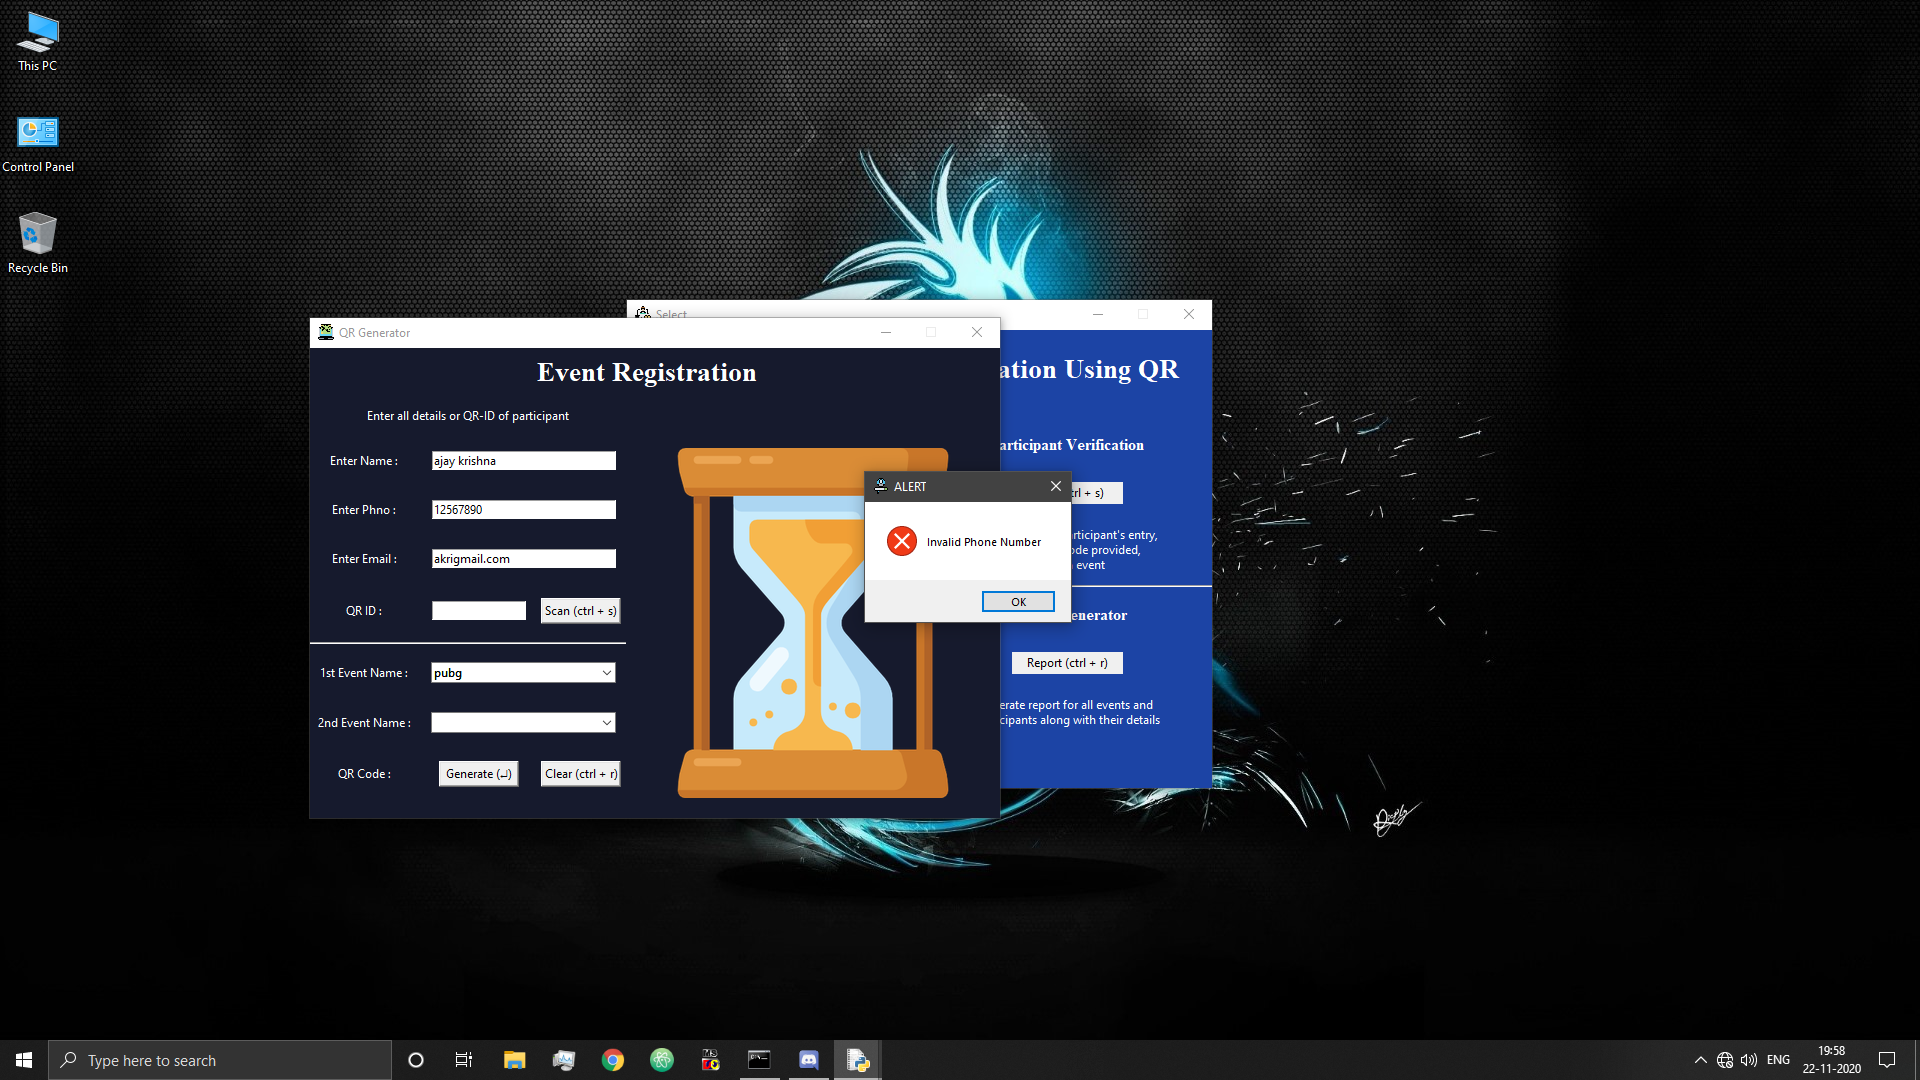 This PC
Control Panel
Recycle Bin
Select
QR Generator
Event Registration
Enter all details or QR-ID of participant
Enter Name :
ajay krishna
Enter Phno :
12567890
Enter Email :
akrigmail.com
QR ID :
Scan (ctrl + s)
1st Event Name :
pubg
2nd Event Name :
QR Code :
Generate (↵)
Clear (ctrl + r)
ALERT
Invalid Phone Number
OK
ation Using QR
articipant Verification
trl + s)
rticipant's entry,
ode provided,
event
enerator
Report (ctrl + r)
erate report for all events and
cipants along with their details
Type here to search
ENG
19:58
22-11-2020